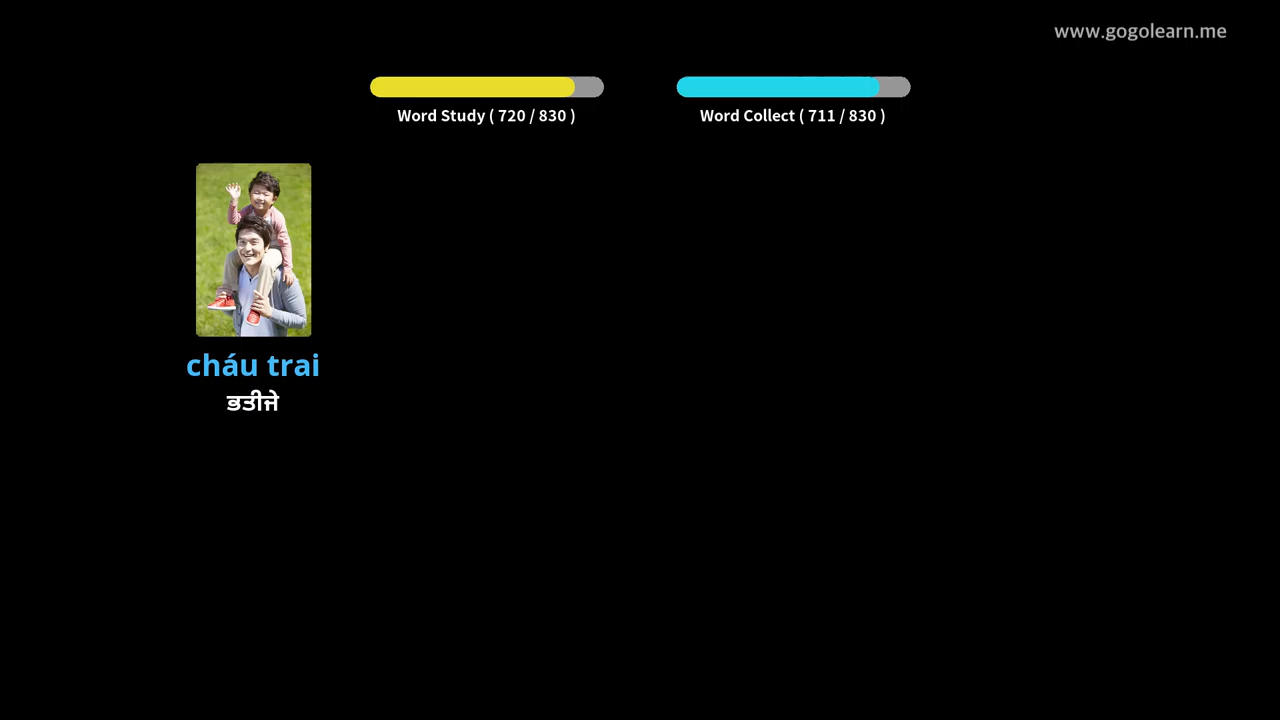 www.gogolearn.me
Word Study ( 720 / 830 )
Word Collect ( 711 / 830 )
cháu trai
ਭਤੀਜੇ